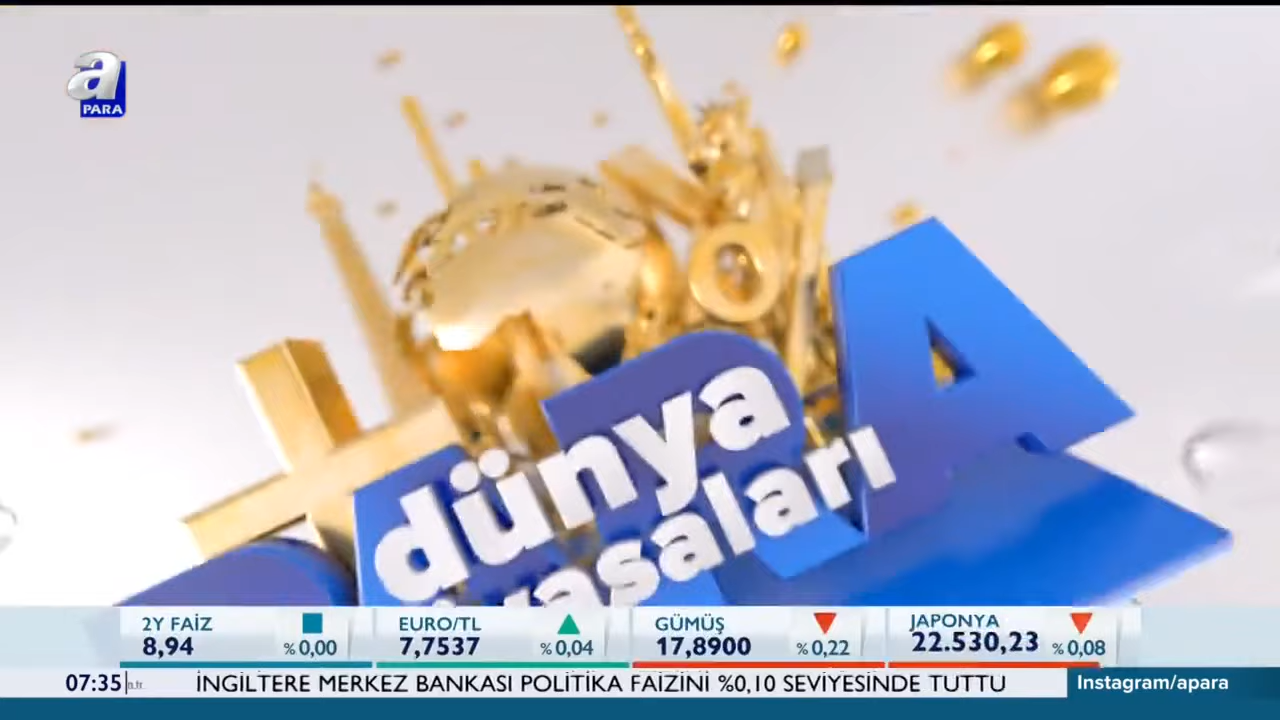 a
PARA
dünya
piyasaları
2Y FAİZ
8,94
%0,00
EURO/TL
7,7537
%0,04
GÜMÜŞ
17,8900
%0,22
JAPONYA
22.530,23
%0,08
07:35
İNGİLTERE MERKEZ BANKASI POLİTİKA FAİZİNİ %0,10 SEVİYESİNDE TUTTU
Instagram/apara